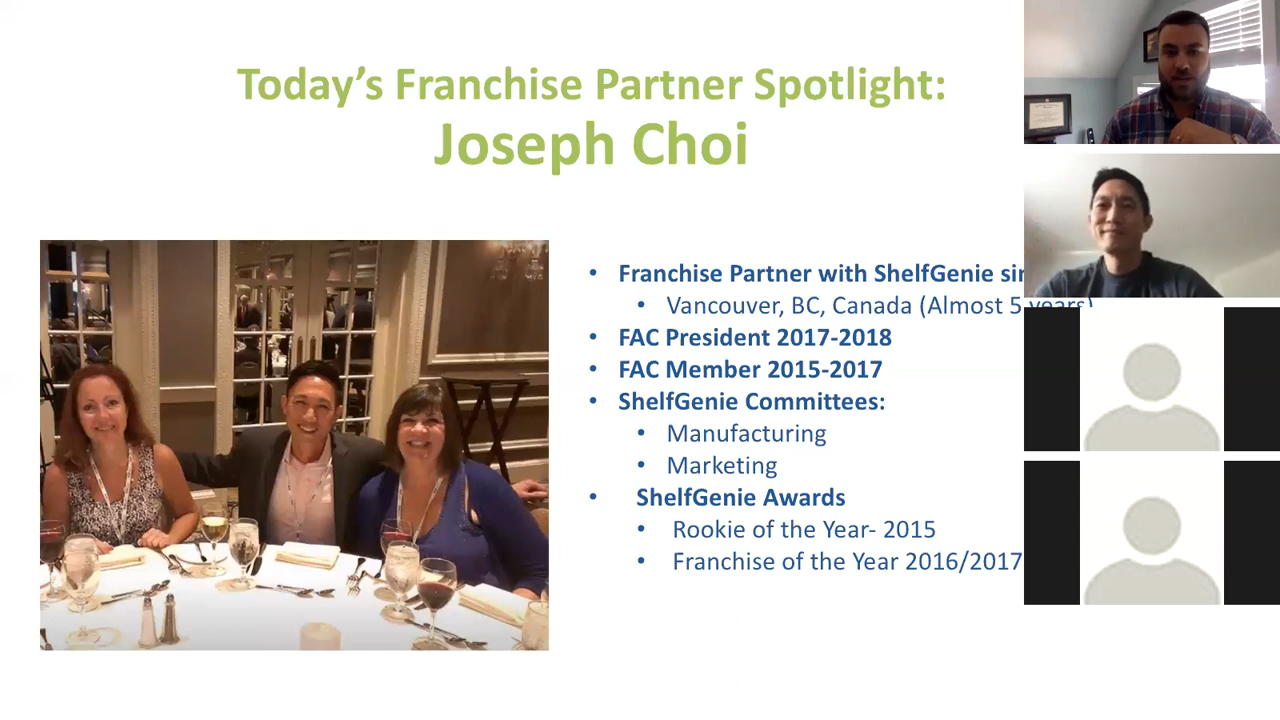 Today's Franchise Partner Spotlight:
Joseph Choi
• Franchise Partner with ShelfGenie
• Vancouver, BC, Canada (Almost 5 years)
• FAC President 2017-2018
• FAC Member 2015-2017
• ShelfGenie Committees:
• Manufacturing
• Marketing
• ShelfGenie Awards
• Rookie of the Year- 2015
• Franchise of the Year 2016/2017